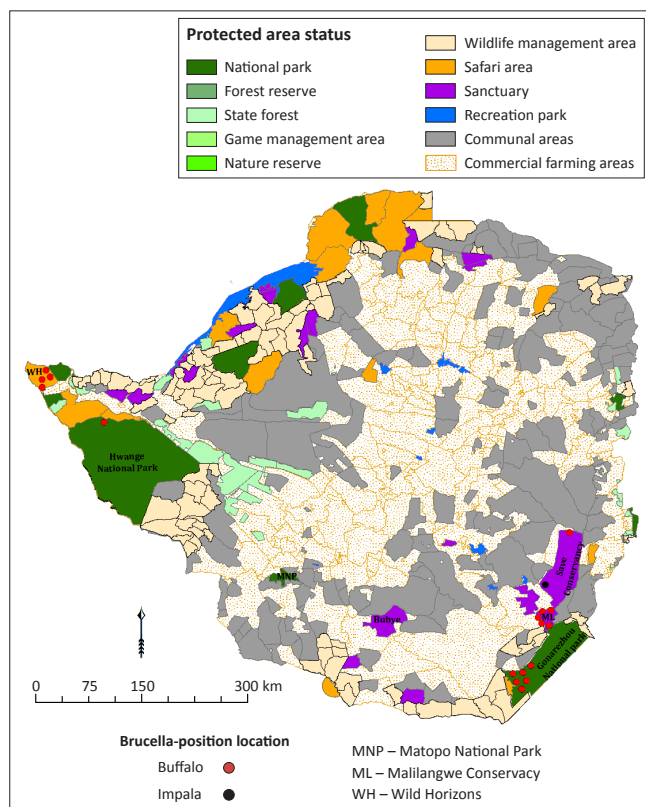 Protected area status
National park
Forest reserve
State forest
Game management area
Nature reserve
Wildlife management area
Safari area
Sanctuary
Recreation park
Communal areas
Commercial farming areas
WH
Hwange
National Park
MNP
Bubye
Save
Conservancy
ML
Gonarezhou
National park
0 75 150 300 km
Brucella-position location
Buffalo
Impala
MNP – Matopo National Park
ML – Malilangwe Conservacy
WH – Wild Horizons